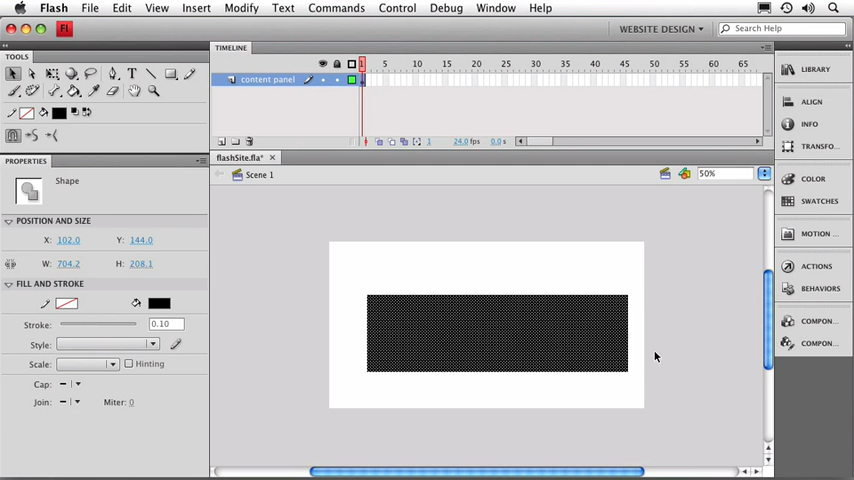 Flash File Edit View Insert Modify Text Commands Control Debug Window Help
Fl WEBSITE DESIGN Search Help
TOOLS
TIMELINE
1 5 10 15 20 25 30 35 40 45 50 55 60 65
content panel
1 24.0 fps 0.0 s
flashSite.fla*
Scene 1
50%
PROPERTIES
Shape
POSITION AND SIZE
X: 102.0 Y: 144.0
W: 704.2 H: 208.1
FILL AND STROKE
Stroke: 0.10
Style:
Scale: Hinting
Cap:
Join: Miter: 0
LIBRARY
ALIGN
INFO
TRANSFO...
COLOR
SWATCHES
MOTION ...
ACTIONS
BEHAVIORS
COMPON...
COMPON...